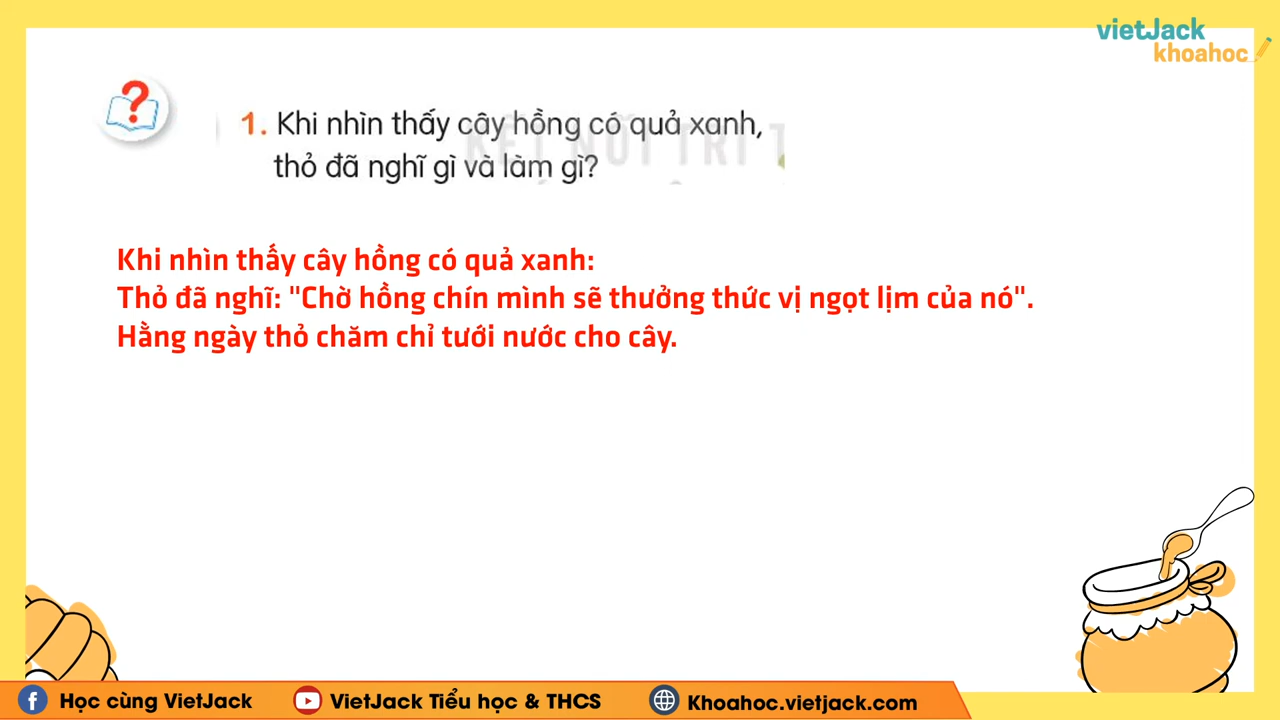 vietJack
khoahoc
?
1. Khi nhìn thấy cây hồng có quả xanh,
thỏ đã nghĩ gì và làm gì?
KẾT NỐI TRI T
Khi nhìn thấy cây hồng có quả xanh:
Thỏ đã nghĩ: "Chờ hồng chín mình sẽ thưởng thức vị ngọt lịm của nó".
Hằng ngày thỏ chăm chỉ tưới nước cho cây.
Học cùng VietJack
VietJack Tiểu học & THCS
Khoahoc.vietjack.com